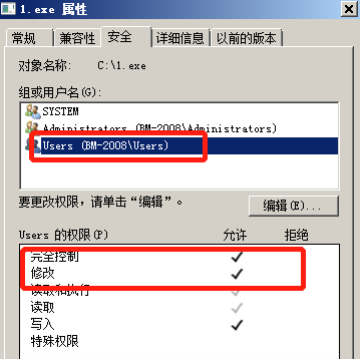 1.exe 属性
常规 兼容性 安全 详细信息 以前的版本
对象名称: C:\1.exe
组或用户名(G):
SYSTEM
Administrators (BM-2008\Administrators)
Users (BM-2008\Users)
要更改权限，请单击“编辑”。 编辑(E)...
Users 的权限(P) 允许 拒绝
完全控制
修改
读取和执行
读取
写入
特殊权限